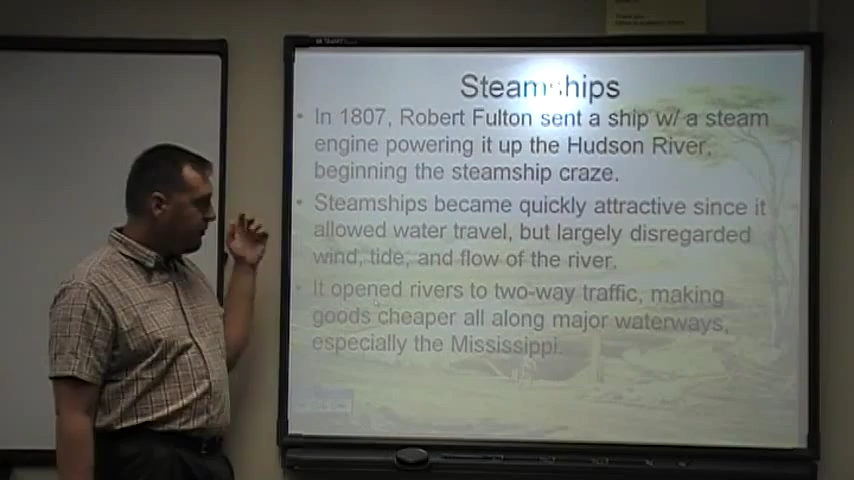 Steamships
• In 1807, Robert Fulton sent a ship w/ a steam
engine powering it up the Hudson River,
beginning the steamship craze.
• Steamships became quickly attractive since it
allowed water travel, but largely disregarded
wind, tide, and flow of the river.
• It opened rivers to two-way traffic, making
goods cheaper all along major waterways,
especially the Mississippi.